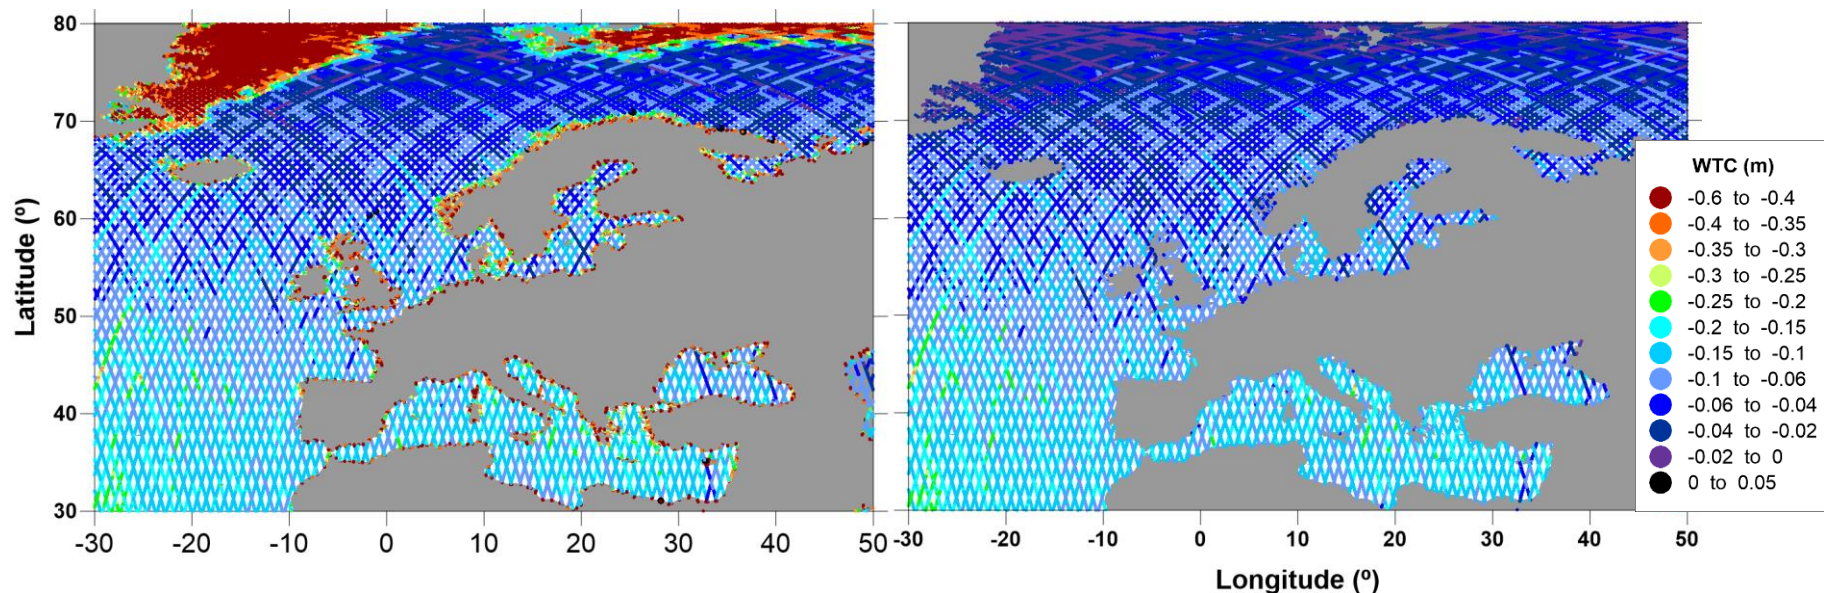 80
70
60
50
40
30
Latitude (º)
-30 -20 -10 0 10 20 30 40 50
-30 -20 -10 0 10 20 30 40 50
Longitude (º)
WTC (m)
-0.6 to -0.4
-0.4 to -0.35
-0.35 to -0.3
-0.3 to -0.25
-0.25 to -0.2
-0.2 to -0.15
-0.15 to -0.1
-0.1 to -0.06
-0.06 to -0.04
-0.04 to -0.02
-0.02 to 0
0 to 0.05